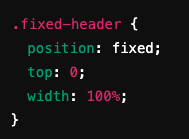 .fixed-header {
  position: fixed;
  top: 0;
  width: 100%;
}